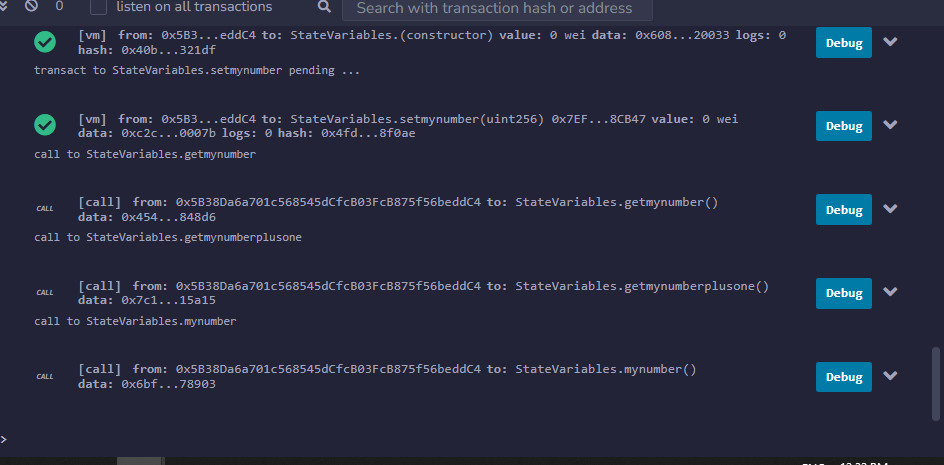 0 listen on all transactions Search with transaction hash or address
[vm] from: 0x5B3...eddC4 to: StateVariables.(constructor) value: 0 wei data: 0x608...20033 logs: 0
hash: 0x40b...321df
Debug
transact to StateVariables.setmynumber pending ...
[vm] from: 0x5B3...eddC4 to: StateVariables.setmynumber(uint256) 0x7EF...8CB47 value: 0 wei
data: 0xc2c...0007b logs: 0 hash: 0x4fd...8f0ae
Debug
call to StateVariables.getmynumber
CALL
[call] from: 0x5B38Da6a701c568545dCfcB03FcB875f56beddC4 to: StateVariables.getmynumber()
data: 0x454...848d6
Debug
call to StateVariables.getmynumberplusone
CALL
[call] from: 0x5B38Da6a701c568545dCfcB03FcB875f56beddC4 to: StateVariables.getmynumberplusone()
data: 0x7c1...15a15
Debug
call to StateVariables.mynumber
CALL
[call] from: 0x5B38Da6a701c568545dCfcB03FcB875f56beddC4 to: StateVariables.mynumber()
data: 0x6bf...78903
Debug
>